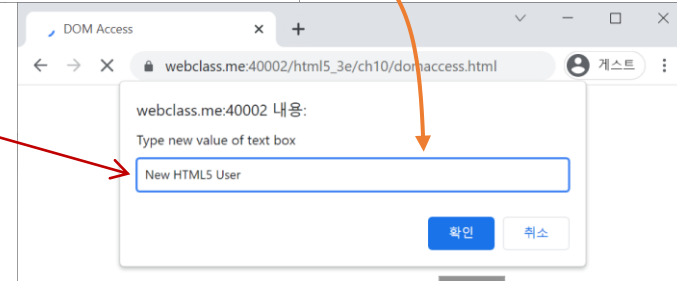 DOM Access
webclass.me:40002/html5_3e/ch10/domaccess.html
게스트
webclass.me:40002 내용:
Type new value of text box
New HTML5 User
확인 취소